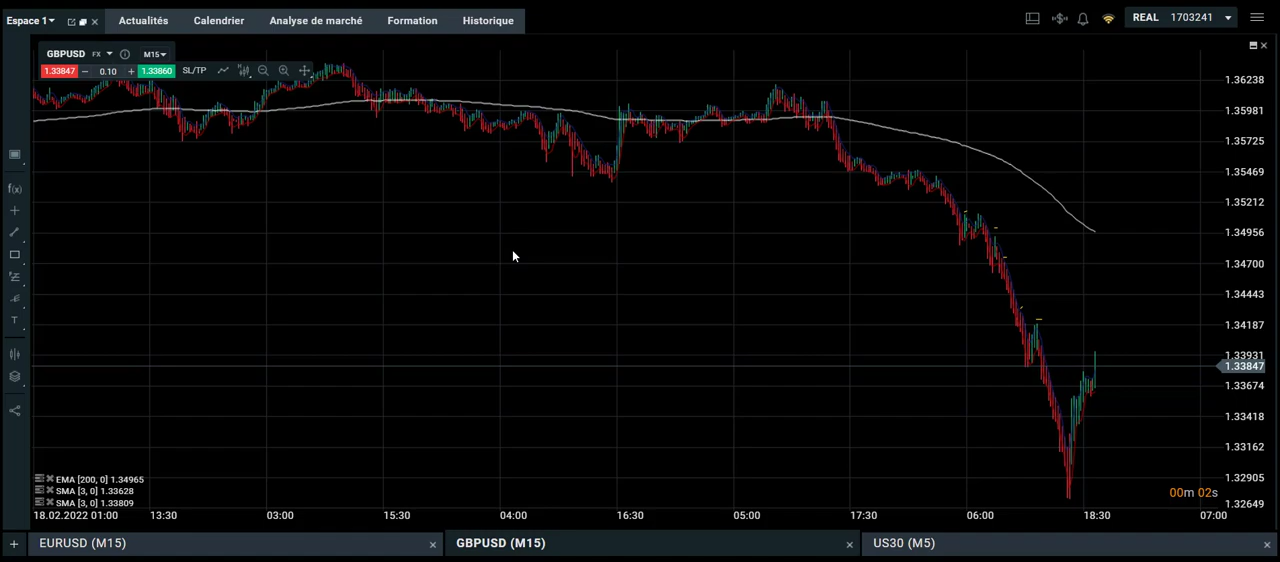 Espace 1
Actualités
Calendrier
Analyse de marché
Formation
Historique
REAL 1703241
GBPUSD FX M15
1.33847 − 0.10 + 1.33860 SL/TP
1.36238
1.35981
1.35725
1.35469
1.35212
1.34956
1.34700
1.34443
1.34187
1.33931
1.33847
1.33674
1.33418
1.33162
1.32905
1.32649
f(x)
T
EMA [200, 0] 1.34965
SMA [3, 0] 1.33628
SMA [3, 0] 1.33809
00m 02s
18.02.2022 01:00 13:30 03:00 15:30 04:00 16:30 05:00 17:30 06:00 18:30 07:00
+ EURUSD (M15) × GBPUSD (M15) × US30 (M5) ×